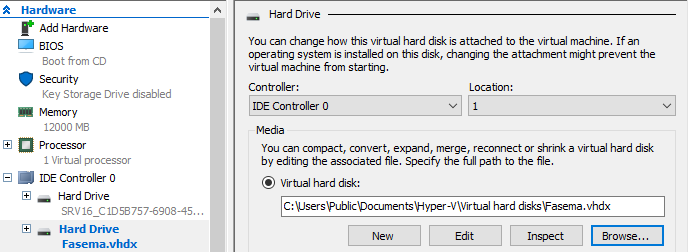 Hardware
Add Hardware
BIOS
Boot from CD
Security
Key Storage Drive disabled
Memory
12000 MB
Processor
1 Virtual processor
IDE Controller 0
Hard Drive
SRV16_C1D5B757-6908-45...
Hard Drive
Fasema.vhdx
Hard Drive
You can change how this virtual hard disk is attached to the virtual machine. If an
operating system is installed on this disk, changing the attachment might prevent the
virtual machine from starting.
Controller:
Location:
IDE Controller 0
1
Media
You can compact, convert, expand, merge, reconnect or shrink a virtual hard disk
by editing the associated file. Specify the full path to the file.
Virtual hard disk:
C:\Users\Public\Documents\Hyper-V\Virtual hard disks\Fasema.vhdx
New
Edit
Inspect
Browse...